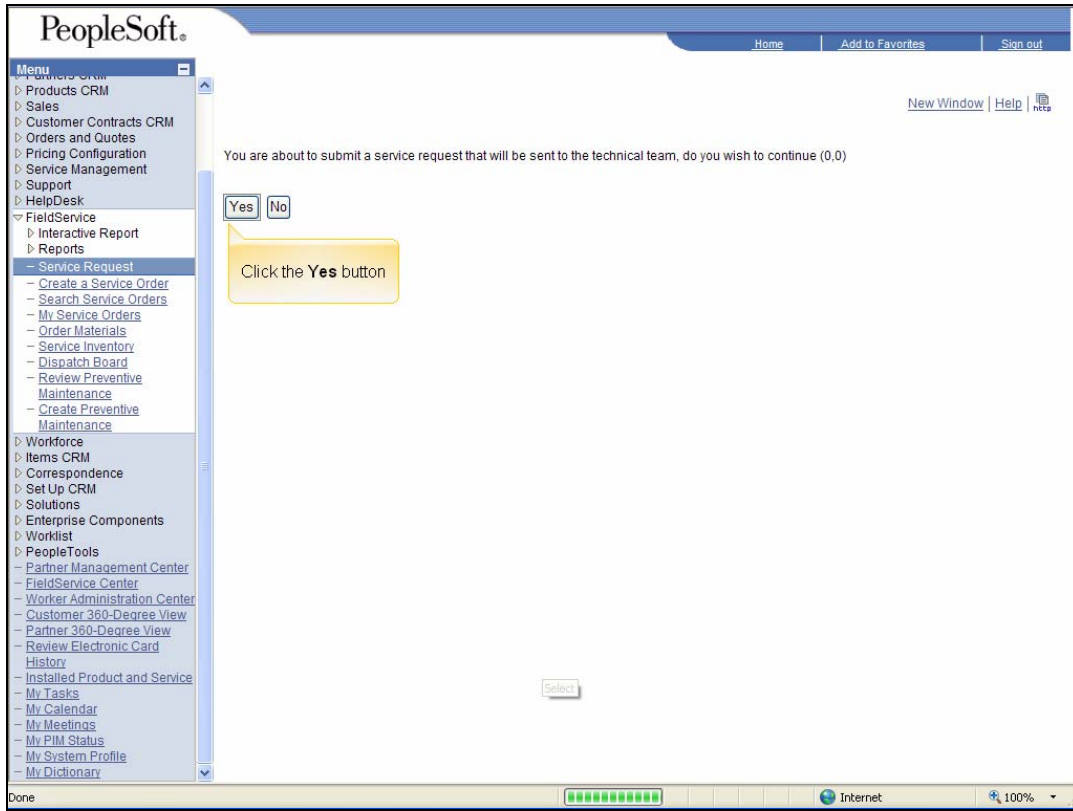 PeopleSoft®
Home Add to Favorites Sign out
Menu
Partners CRM
Products CRM
Sales
Customer Contracts CRM
Orders and Quotes
Pricing Configuration
Service Management
Support
HelpDesk
FieldService
Interactive Report
Reports
– Service Request
– Create a Service Order
– Search Service Orders
– My Service Orders
– Order Materials
– Service Inventory
– Dispatch Board
– Review Preventive
Maintenance
– Create Preventive
Maintenance
Workforce
Items CRM
Correspondence
Set Up CRM
Solutions
Enterprise Components
Worklist
PeopleTools
– Partner Management Center
– FieldService Center
– Worker Administration Center
– Customer 360-Degree View
– Partner 360-Degree View
– Review Electronic Card
History
– Installed Product and Service
– My Tasks
– My Calendar
– My Meetings
– My PIM Status
– My System Profile
– My Dictionary
New Window | Help | http
You are about to submit a service request that will be sent to the technical team, do you wish to continue (0,0)
Yes No
Click the Yes button
Select
Done Internet 100%